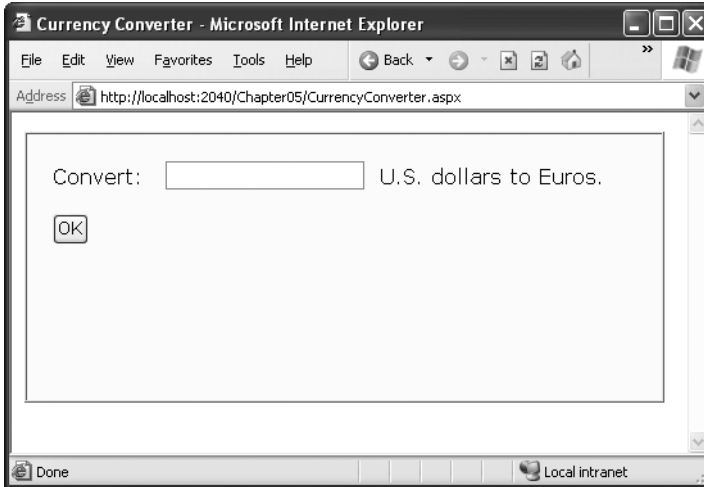 Currency Converter - Microsoft Internet Explorer
File Edit View Favorites Tools Help Back »
Address http://localhost:2040/Chapter05/CurrencyConverter.aspx
Convert: U.S. dollars to Euros.
OK
Done Local intranet